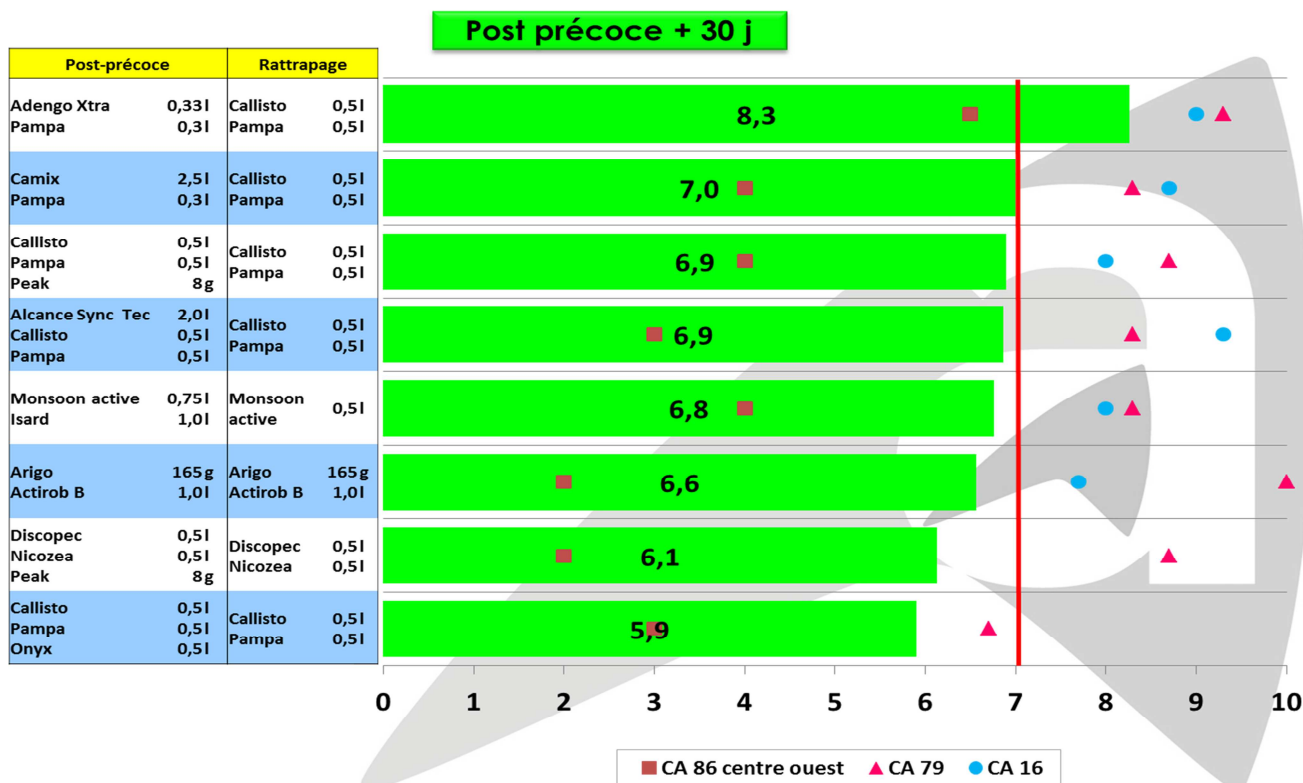 Post précoce + 30 j
Post-précoce Rattrapage
Adengo Xtra 0,33l Callisto 0,5l
Pampa 0,3l Pampa 0,5l
8,3
Camix 2,5l Callisto 0,5l
Pampa 0,3l Pampa 0,5l
7,0
Callisto 0,5l
Pampa 0,5l
Peak 8g
Callisto 0,5l
Pampa 0,5l
6,9
Alcance Sync Tec 2,0l
Callisto 0,5l
Pampa 0,5l
Callisto 0,5l
Pampa 0,5l
6,9
Monsoon active 0,75l
Isard 1,0l
Monsoon
active 0,5l
6,8
Arigo 165g Arigo 165g
Actirob B 1,0l Actirob B 1,0l
6,6
Discopec 0,5l
Nicozea 0,5l
Peak 8g
Discopec 0,5l
Nicozea 0,5l
6,1
Callisto 0,5l
Pampa 0,5l
Onyx 0,5l
Callisto 0,5l
Pampa 0,5l
5,9
0 1 2 3 4 5 6 7 8 9 10
CA 86 centre ouest CA 79 CA 16